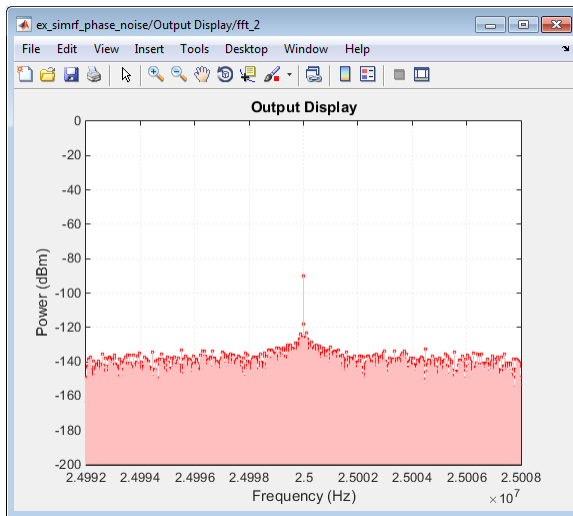 ex_simrf_phase_noise/Output Display/fft_2
File Edit View Insert Tools Desktop Window Help
Output Display
0
-20
-40
-60
-80
-100
-120
-140
-160
-180
-200
Power (dBm)
2.4992 2.4994 2.4996 2.4998 2.5 2.5002 2.5004 2.5006 2.5008
Frequency (Hz)
×10⁷